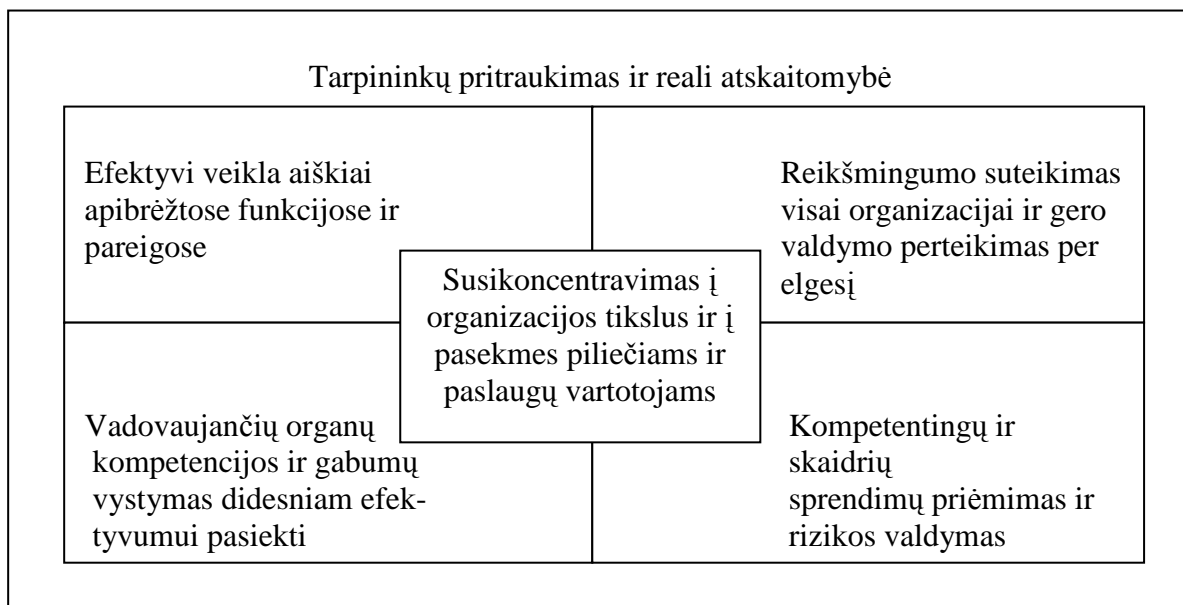 Tarpininkų pritraukimas ir reali atskaitomybė
Efektyvi veikla aiškiai
apibrėžtose funkcijose ir
pareigose
Reikšmingumo suteikimas
visai organizacijai ir gero
valdymo perteikimas per
elgesį
Susikoncentravimas į
organizacijos tikslus ir į
pasekmes piliečiams ir
paslaugų vartotojams
Vadovaujančių organų
kompetencijos ir gabumų
vystymas didesniam efek-
tyvumui pasiekti
Kompetentingų ir
skaidrių
sprendimų priėmimas ir
rizikos valdymas